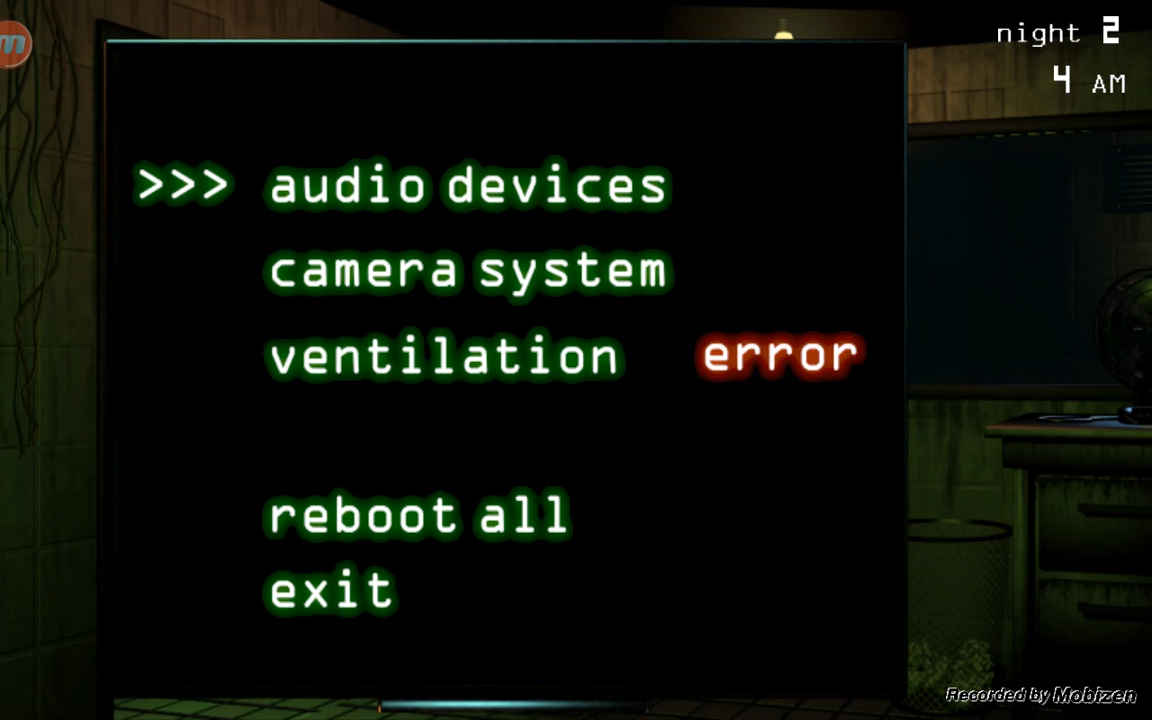 m
night 2
4 AM
>>> audio devices
camera system
ventilation error
reboot all
exit
Recorded by Mobizen